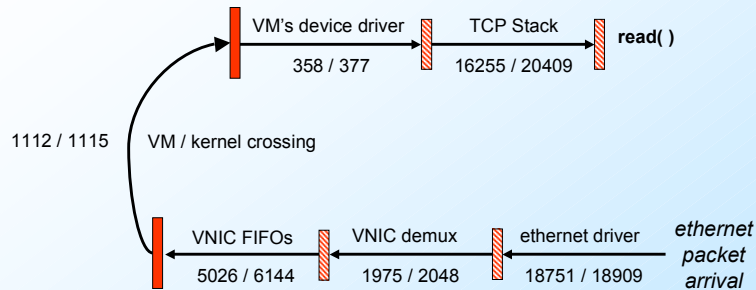 VM's device driver
TCP Stack
read( )
358 / 377
16255 / 20409
1112 / 1115
VM / kernel crossing
VNIC FIFOs
VNIC demux
ethernet driver
ethernet
packet
arrival
5026 / 6144
1975 / 2048
18751 / 18909